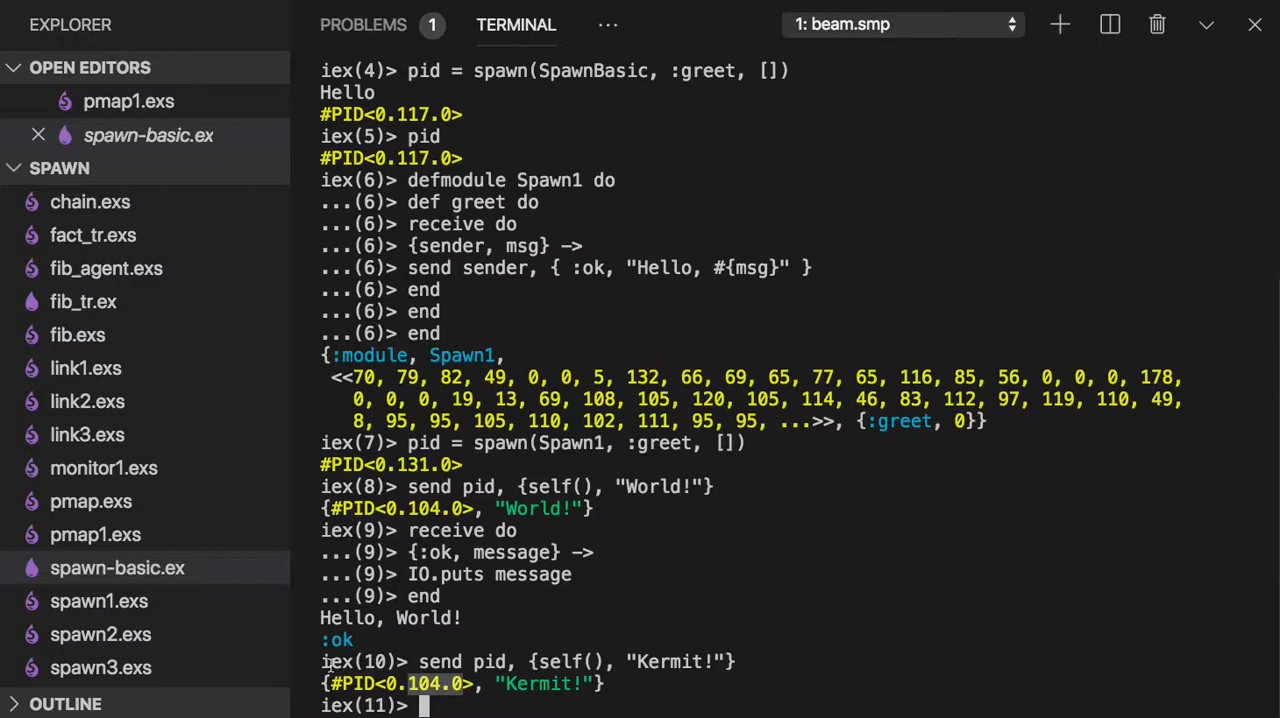 EXPLORER
OPEN EDITORS
pmap1.exs
spawn-basic.ex
SPAWN
chain.exs
fact_tr.exs
fib_agent.exs
fib_tr.ex
fib.exs
link1.exs
link2.exs
link3.exs
monitor1.exs
pmap.exs
pmap1.exs
spawn-basic.ex
spawn1.exs
spawn2.exs
spawn3.exs
OUTLINE
PROBLEMS 1 TERMINAL ··· 1: beam.smp
iex(4)> pid = spawn(SpawnBasic, :greet, [])
Hello
#PID<0.117.0>
iex(5)> pid
#PID<0.117.0>
iex(6)> defmodule Spawn1 do
...(6)> def greet do
...(6)> receive do
...(6)> {sender, msg} ->
...(6)> send sender, { :ok, "Hello, #{msg}" }
...(6)> end
...(6)> end
...(6)> end
{:module, Spawn1,
<<70, 79, 82, 49, 0, 0, 5, 132, 66, 69, 65, 77, 65, 116, 85, 56, 0, 0, 0, 178,
0, 0, 0, 19, 13, 69, 108, 105, 120, 105, 114, 46, 83, 112, 97, 119, 110, 49,
8, 95, 95, 105, 110, 102, 111, 95, 95, ...>>, {:greet, 0}}
iex(7)> pid = spawn(Spawn1, :greet, [])
#PID<0.131.0>
iex(8)> send pid, {self(), "World!"}
{#PID<0.104.0>, "World!"}
iex(9)> receive do
...(9)> {:ok, message} ->
...(9)> IO.puts message
...(9)> end
Hello, World!
:ok
iex(10)> send pid, {self(), "Kermit!"}
{#PID<0.104.0>, "Kermit!"}
iex(11)>